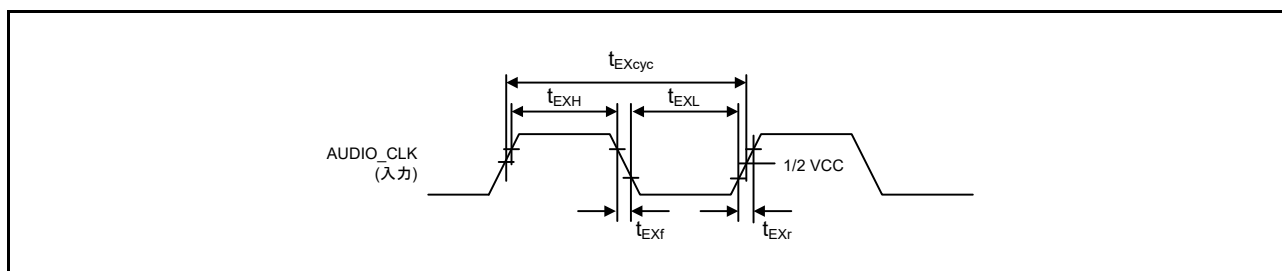 tEXcyc
tEXH
tEXL
AUDIO_CLK
(入力)
1/2 VCC
tEXf
tEXr